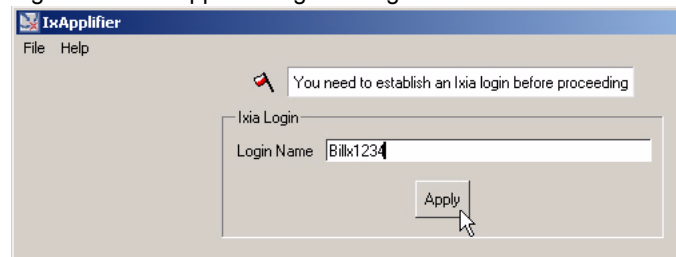 IxApplifier
File Help
You need to establish an Ixia login before proceeding
Ixia Login
Login Name Billx1234
Apply